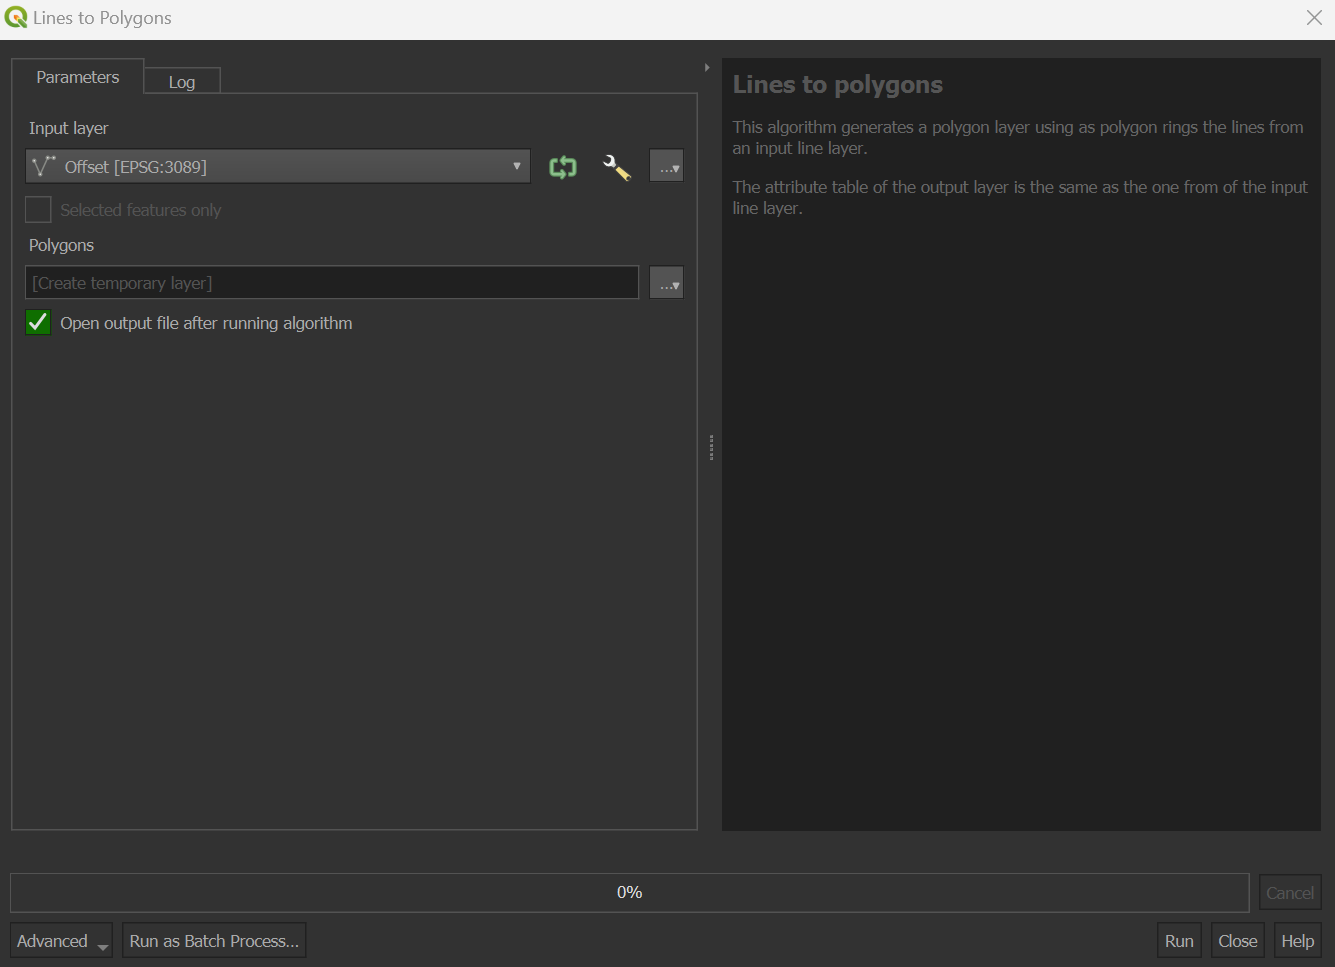 Lines to Polygons
Parameters
Log
Input layer
Offset [EPSG:3089]
...
Selected features only
Polygons
[Create temporary layer]
...
Open output file after running algorithm
Lines to polygons
This algorithm generates a polygon layer using as polygon rings the lines from
an input line layer.
The attribute table of the output layer is the same as the one from of the input
line layer.
0%
Cancel
Advanced
Run as Batch Process...
Run
Close
Help